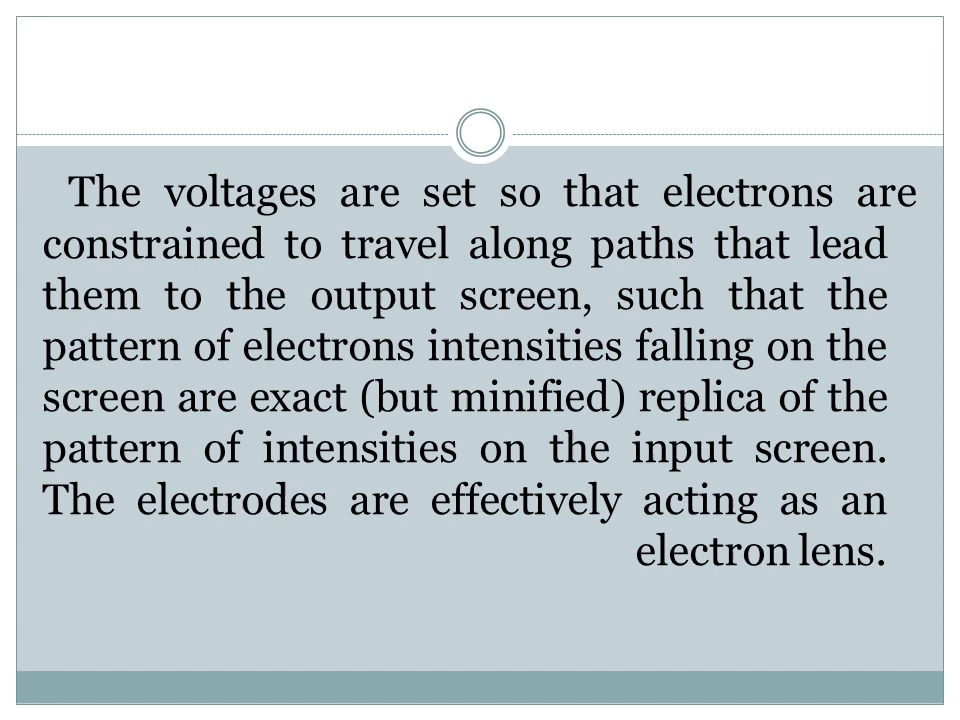 The voltages are set so that electrons are
constrained to travel along paths that lead
them to the output screen, such that the
pattern of electrons intensities falling on the
screen are exact (but minified) replica of the
pattern of intensities on the input screen.
The electrodes are effectively acting as an
electron lens.